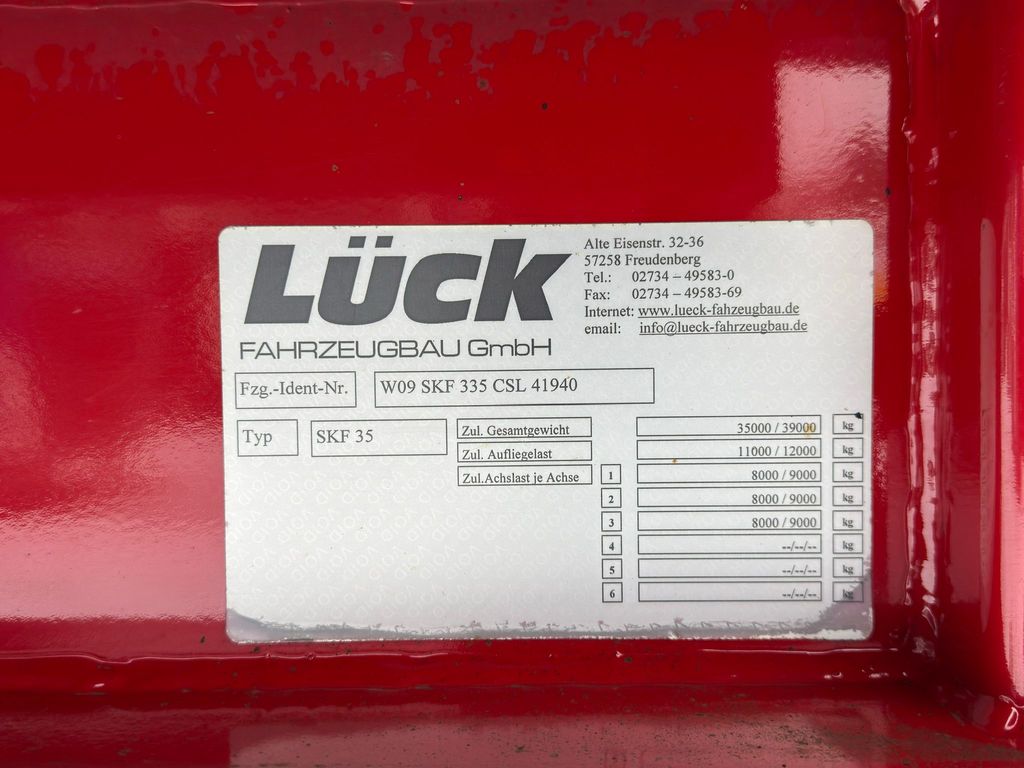 LÜCK
FAHRZEUGBAU GmbH
Alte Eisenstr. 32-36
57258 Freudenberg
Tel.: 02734 – 49583-0
Fax: 02734 – 49583-69
Internet: www.lueck-fahzeugbau.de
email: info@lueck-fahrzeugbau.de
Fzg.-Ident-Nr. W09 SKF 335 CSL 41940
Typ SKF 35
Zul. Gesamtgewicht 35000 / 39000 kg
Zul. Aufliegelast 11000 / 12000 kg
Zul.Achslast je Achse 1 8000 / 9000 kg
2 8000 / 9000 kg
3 8000 / 9000 kg
4 --/--/-- kg
5 --/--/-- kg
6 --/--/-- kg